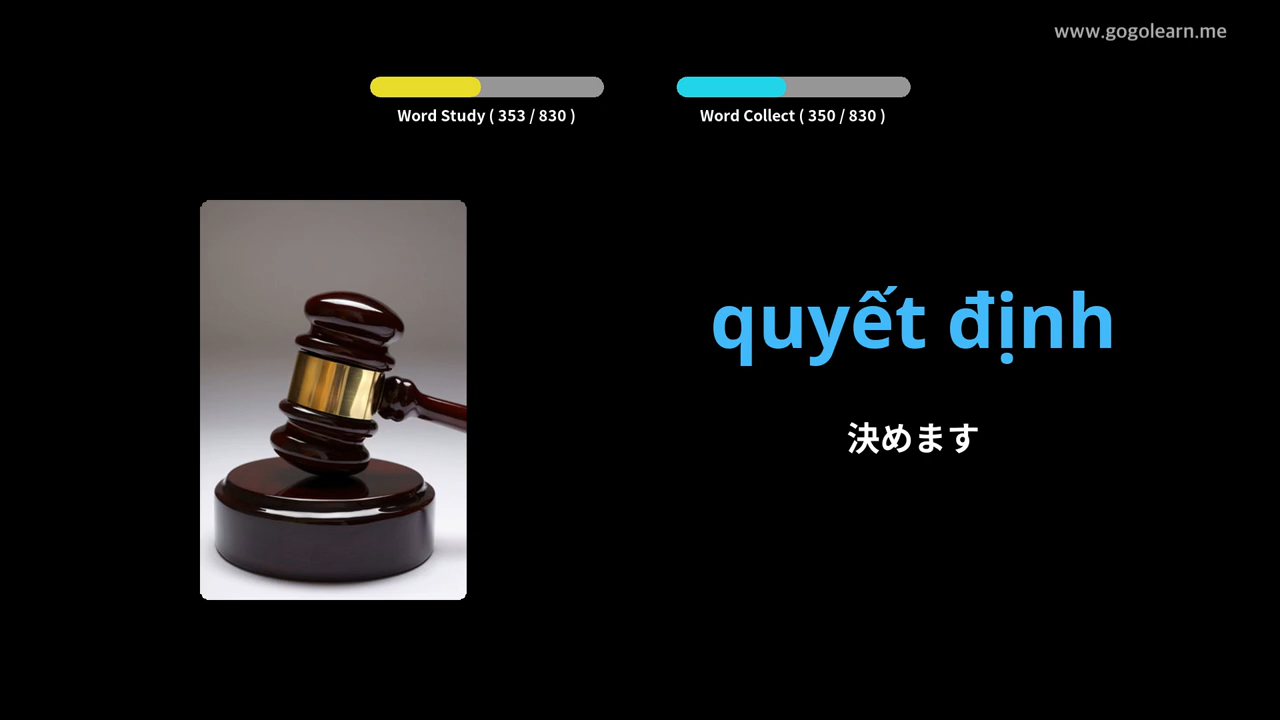 www.gogolearn.me
Word Study ( 353 / 830 )
Word Collect ( 350 / 830 )
quyết định
決めます